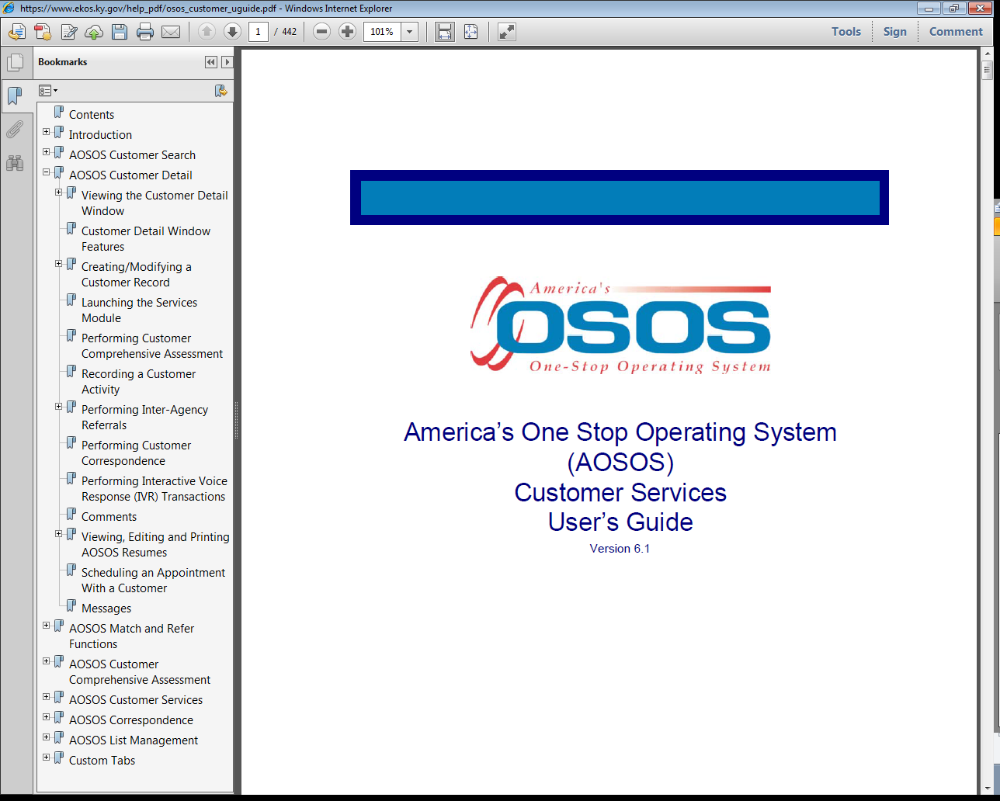 https://www.ekos.ky.gov/help_pdf/osos_customer_uguide.pdf - Windows Internet Explorer
1 / 442 101% Tools Sign Comment
Bookmarks
Contents
Introduction
AOSOS Customer Search
AOSOS Customer Detail
Viewing the Customer Detail
Window
Customer Detail Window
Features
Creating/Modifying a
Customer Record
Launching the Services
Module
Performing Customer
Comprehensive Assessment
Recording a Customer
Activity
Performing Inter-Agency
Referrals
Performing Customer
Correspondence
Performing Interactive Voice
Response (IVR) Transactions
Comments
Viewing, Editing and Printing
AOSOS Resumes
Scheduling an Appointment
With a Customer
Messages
AOSOS Match and Refer
Functions
AOSOS Customer
Comprehensive Assessment
AOSOS Customer Services
AOSOS Correspondence
AOSOS List Management
Custom Tabs
America's
OSOS
One-Stop Operating System
America's One Stop Operating System
(AOSOS)
Customer Services
User's Guide
Version 6.1